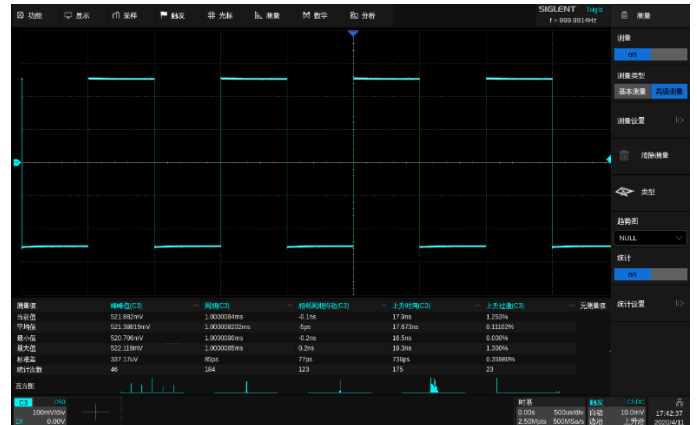 功能 显示 采样 触发 光标 测量 数学 分析 SIGLENT Trig'd 测量
f = 999.9914Hz
测量
on
测量类型
基本测量 高级测量
测量设置
清除测量
类型
趋势图
NULL
统计
on
统计设置
测量项 峰峰值(C3) 周期(C3) 相邻周期抖动(C3) 上升时间(C3) 上升过激(C3) 无测量项
当前值 521.882mV 1.0000084ms -0.1ns 17.8ns 1.253%
平均值 521.38619mV 1.000008202ms -5ps 17.673ns 0.11102%
最小值 520.706mV 1.0000080ms -0.2ns 16.5ns 0.000%
最大值 522.118mV 1.0000085ms 0.2ns 19.3ns 1.330%
标准差 337.17uV 85ps 77ps 736ps 0.35980%
统计次数 46 184 123 175 23
直方图
C3 D50 时基 触发 C3 DC
100mV/div 0.00s 500us/div 自动 10.0mV 17:42:37
1X 0.00V 2.50Mpts 500MSa/s 边沿 上升沿 2020/4/11